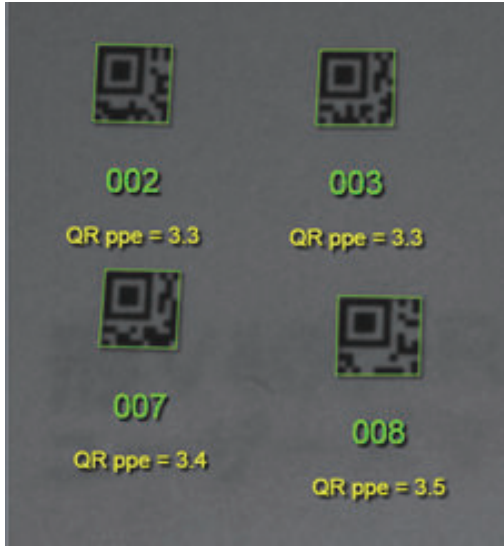 002
003
QR ppe = 3.3
QR ppe = 3.3
007
008
QR ppe = 3.4
QR ppe = 3.5